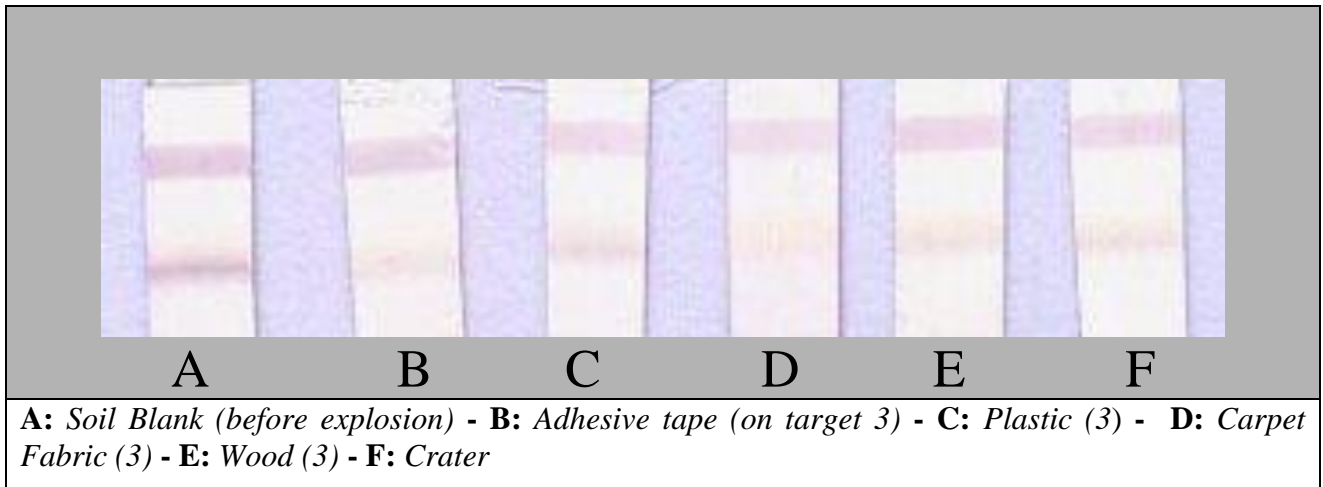 A B C D E F
A: Soil Blank (before explosion) - B: Adhesive tape (on target 3) - C: Plastic (3) - D: Carpet
Fabric (3) - E: Wood (3) - F: Crater